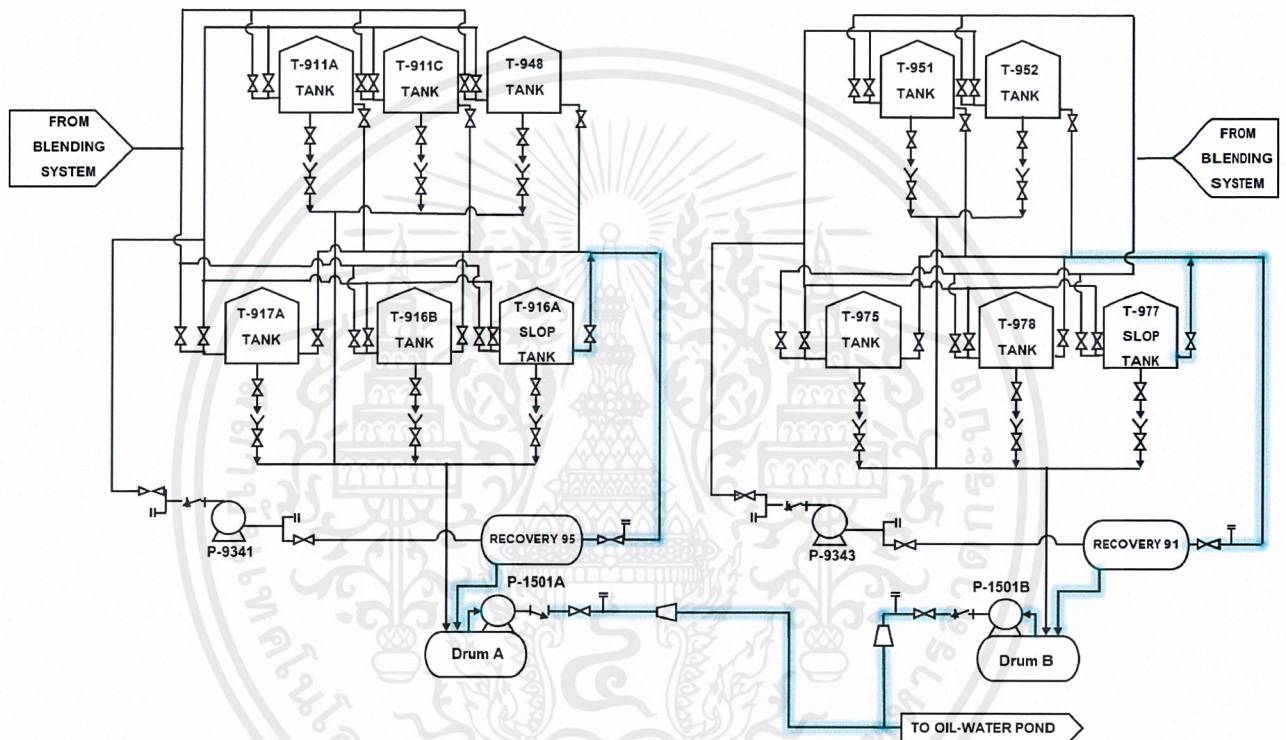 FROM
BLENDING
SYSTEM
T-911A
TANK
T-911C
TANK
T-948
TANK
T-917A
TANK
T-916B
TANK
T-916A
SLOP
TANK
P-9341
RECOVERY 95
P-1501A
Drum A
T-951
TANK
T-952
TANK
FROM
BLENDING
SYSTEM
T-975
TANK
T-978
TANK
T-977
SLOP
TANK
P-9343
RECOVERY 91
P-1501B
Drum B
TO OIL-WATER POND